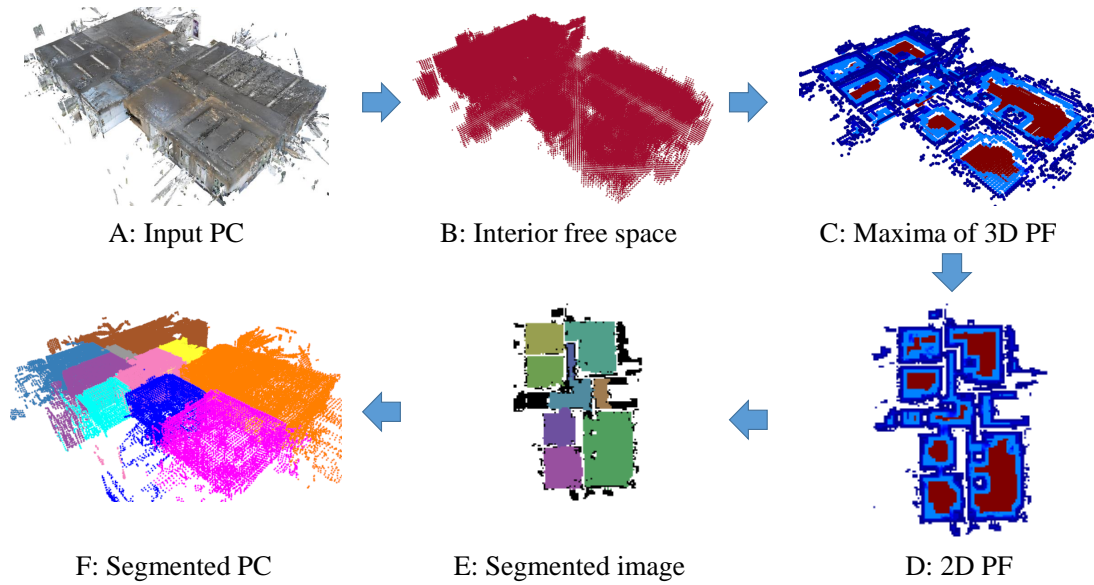 A: Input PC
B: Interior free space
C: Maxima of 3D PF
F: Segmented PC
E: Segmented image
D: 2D PF